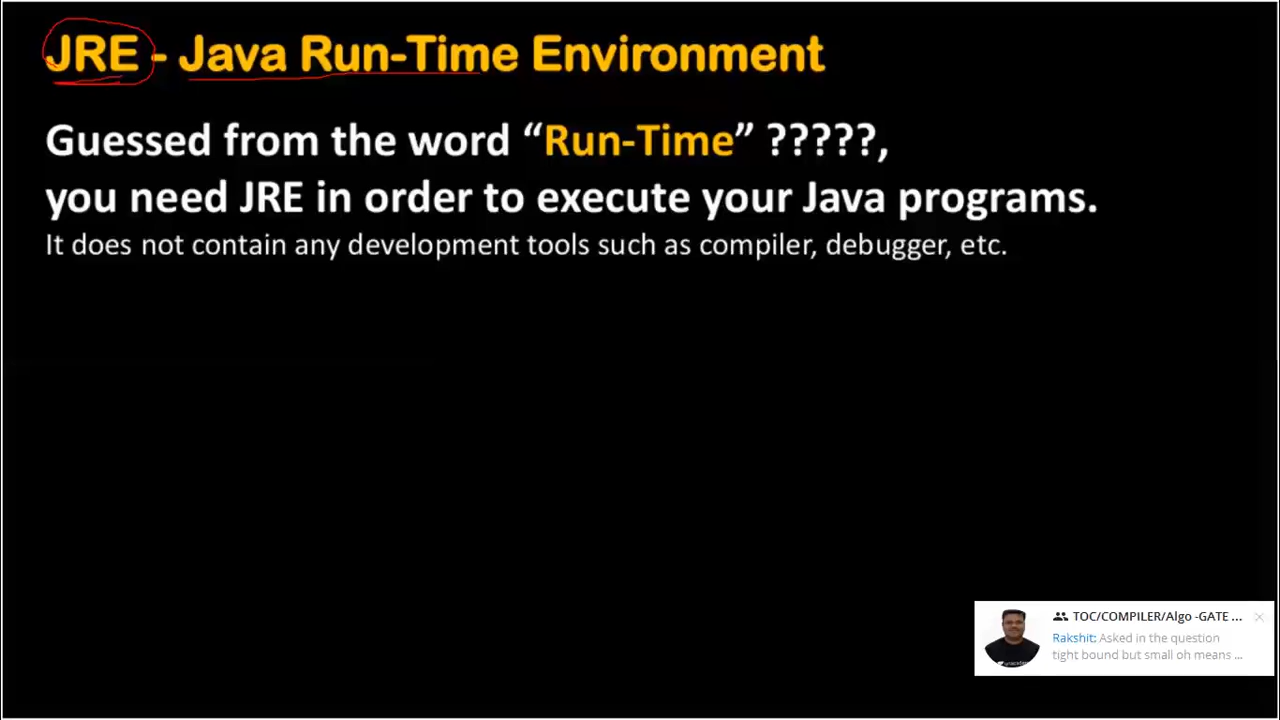 JRE - Java Run-Time Environment
Guessed from the word “Run-Time” ?????,
you need JRE in order to execute your Java programs.
It does not contain any development tools such as compiler, debugger, etc.
TOC/COMPILER/Algo -GATE ...
Rakshit: Asked in the question
tight bound but small oh means ...